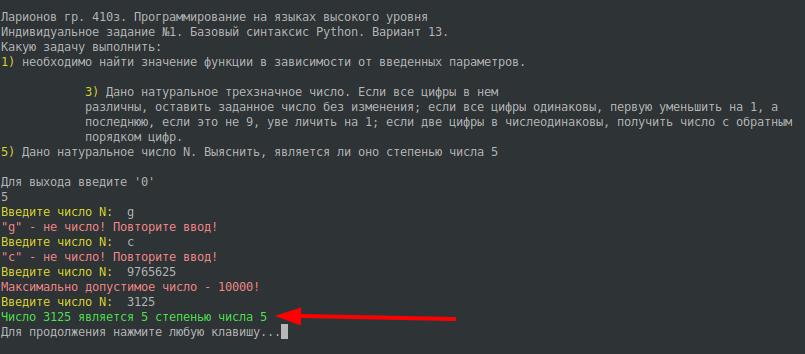 Ларионов гр. 410з. Программирование на языках высокого уровня
Индивидуальное задание №1. Базовый синтаксис Python. Вариант 13.
Какую задачу выполнить:
1) необходимо найти значение функции в зависимости от введенных параметров.
3) Дано натуральное трехзначное число. Если все цифры в нем
различны, оставить заданное число без изменения; если все цифры одинаковы, первую уменьшить на 1, а
последнюю, если это не 9, уве личить на 1; если две цифры в числеодинаковы, получить число с обратным
порядком цифр.
5) Дано натуральное число N. Выяснить, является ли оно степенью числа 5
Для выхода введите '0'
5
Введите число N:  g
"g" - не число! Повторите ввод!
Введите число N:  c
"c" - не число! Повторите ввод!
Введите число N:  9765625
Максимально допустимое число - 10000!
Введите число N:  3125
Число 3125 является 5 степенью числа 5
Для продолжения нажмите любую клавишу...